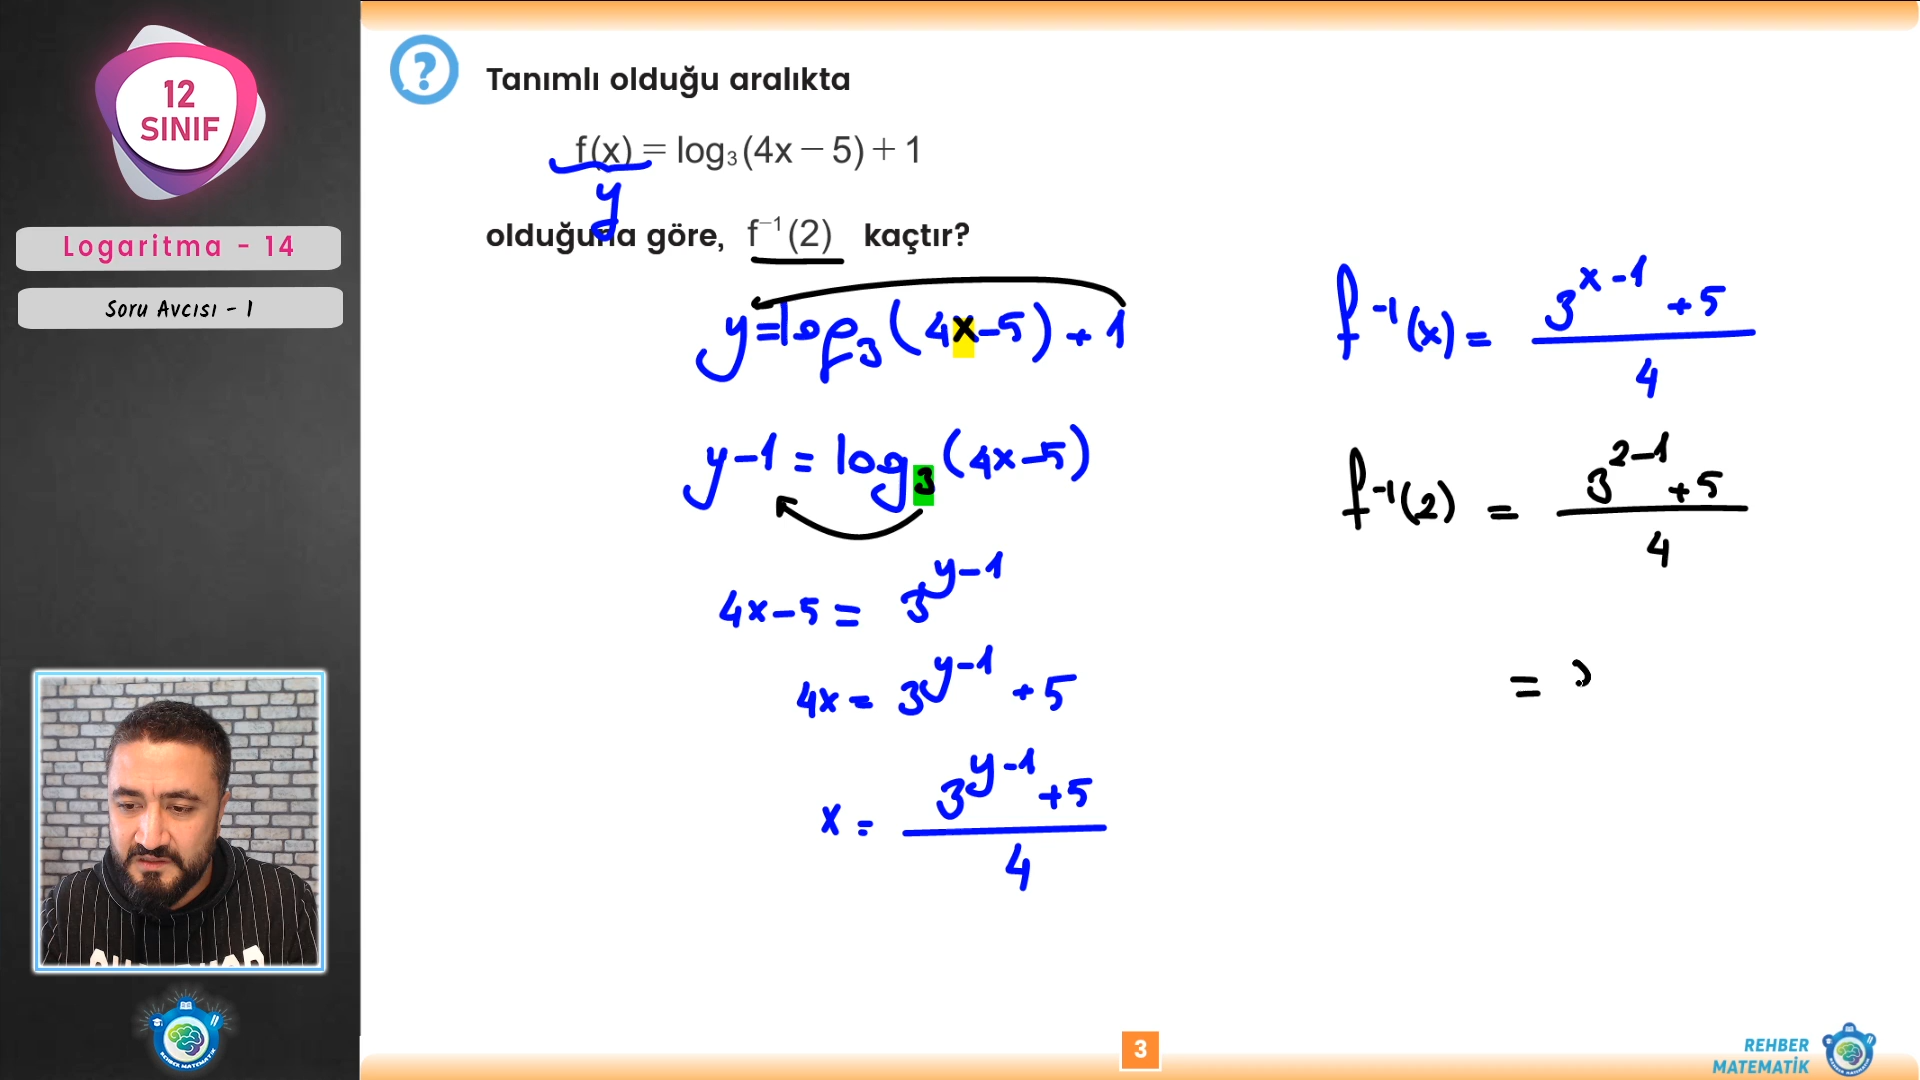 12
SINIF
Logaritma - 14
Soru Avcısı - 1
Tanımlı olduğu aralıkta
f(x) = log₃(4x − 5) + 1
y
olduğuna göre, f⁻¹(2) kaçtır?
y = log₃(4x-5) + 1
y-1 = log₃(4x-5)
4x-5 = 3^(y-1)
4x = 3^(y-1) + 5
x = (3^(y-1) + 5)/4
f⁻¹(x) = (3^(x-1) + 5)/4
f⁻¹(2) = (3^(2-1) + 5)/4
=
3
REHBER
MATEMATİK